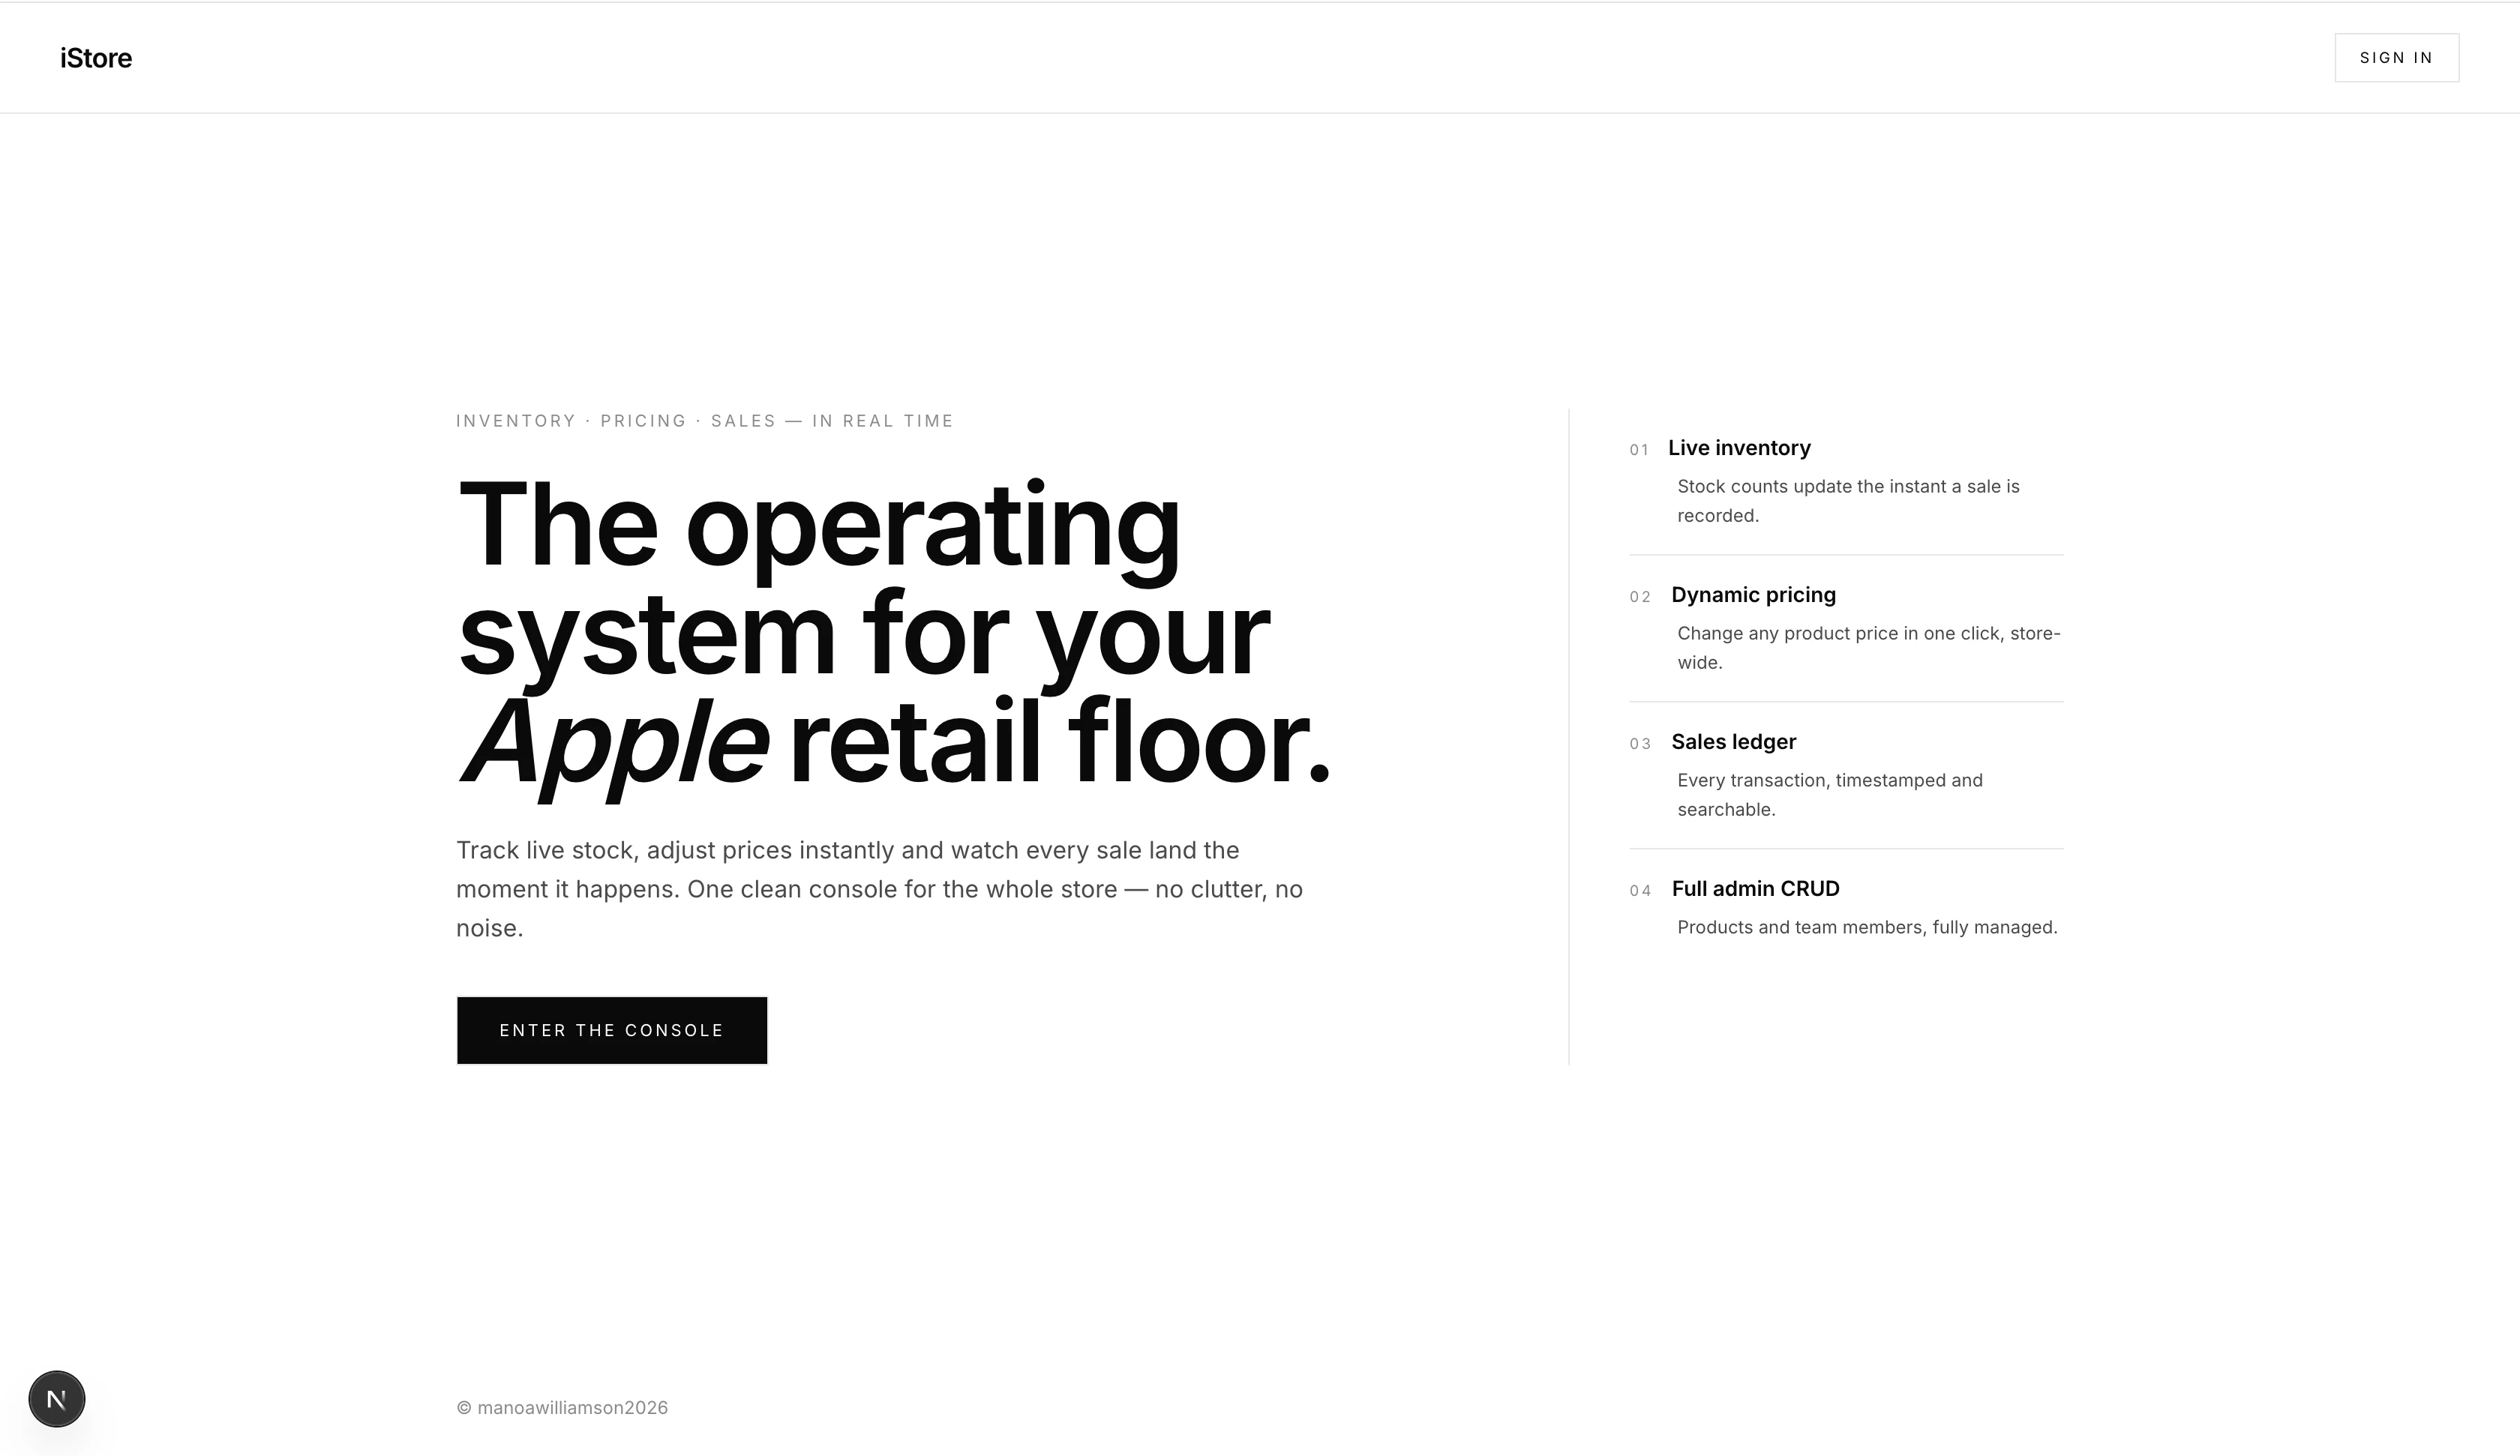 iStore
SIGN IN
INVENTORY · PRICING · SALES — IN REAL TIME
The operating
system for your
Apple retail floor.
Track live stock, adjust prices instantly and watch every sale land the
moment it happens. One clean console for the whole store — no clutter, no
noise.
ENTER THE CONSOLE
01 Live inventory
Stock counts update the instant a sale is
recorded.
02 Dynamic pricing
Change any product price in one click, store-
wide.
03 Sales ledger
Every transaction, timestamped and
searchable.
04 Full admin CRUD
Products and team members, fully managed.
N
© manoawilliamson2026